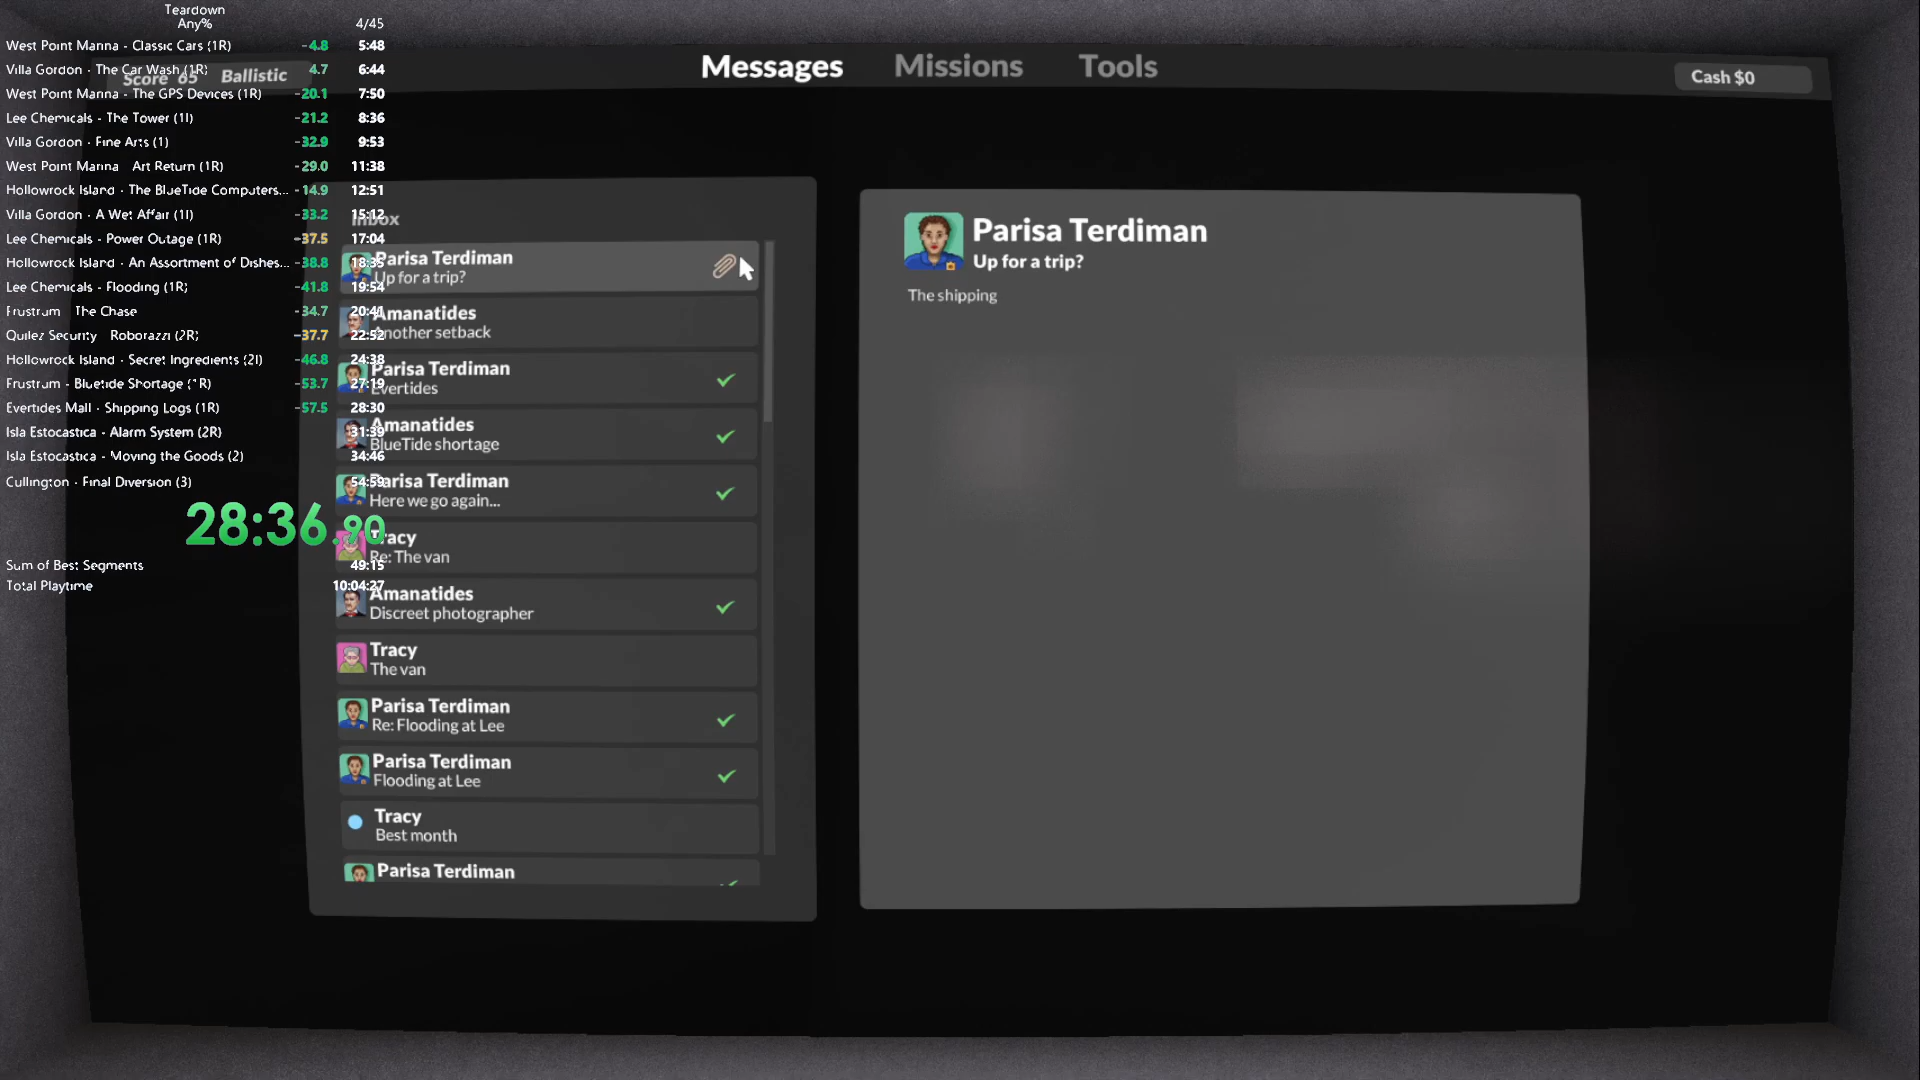 Teardown
Any% 4/45
West Point Marina - Classic Cars (1R) -4.8 5:48
Villa Gordon - The Car Wash (1R) 4.7 6:44
West Point Marina - The GPS Devices (1R) -20.1 7:50
Lee Chemicals - The Tower (1I) -21.2 8:36
Villa Gordon - Fine Arts (1) -32.9 9:53
West Point Marina - Art Return (1R) -29.0 11:38
Hollowrock Island - The BlueTide Computers... -14.9 12:51
Villa Gordon - A Wet Affair (1I) -33.2 15:12
Lee Chemicals - Power Outage (1R) -37.5 17:04
Hollowrock Island - An Assortment of Dishes... -38.8 18:35
Lee Chemicals - Flooding (1R) -41.8 19:54
Frustrum - The Chase -34.7 20:41
Quilez Security - Roborazzi (2R) -37.7 22:52
Hollowrock Island - Secret Ingredients (2I) -46.8 24:38
Frustrum - Bluetide Shortage (1R) -53.7 27:19
Evertides Mall - Shipping Logs (1R) -57.5 28:30
Isla Estocastica - Alarm System (2R) 31:39
Isla Estocastica - Moving the Goods (2) 34:46
Cullington - Final Diversion (3) 54:59
28:36.90
Sum of Best Segments 49:15
Total Playtime 10:04:27
Score 65 Ballistic
Messages Missions Tools
Cash $0
Inbox
Parisa Terdiman
Up for a trip?
Amanatides
Another setback
Parisa Terdiman
Evertides
Amanatides
BlueTide shortage
Parisa Terdiman
Here we go again...
Tracy
Re: The van
Amanatides
Discreet photographer
Tracy
The van
Parisa Terdiman
Re: Flooding at Lee
Parisa Terdiman
Flooding at Lee
Tracy
Best month
Parisa Terdiman
Parisa Terdiman
Up for a trip?
The shipping